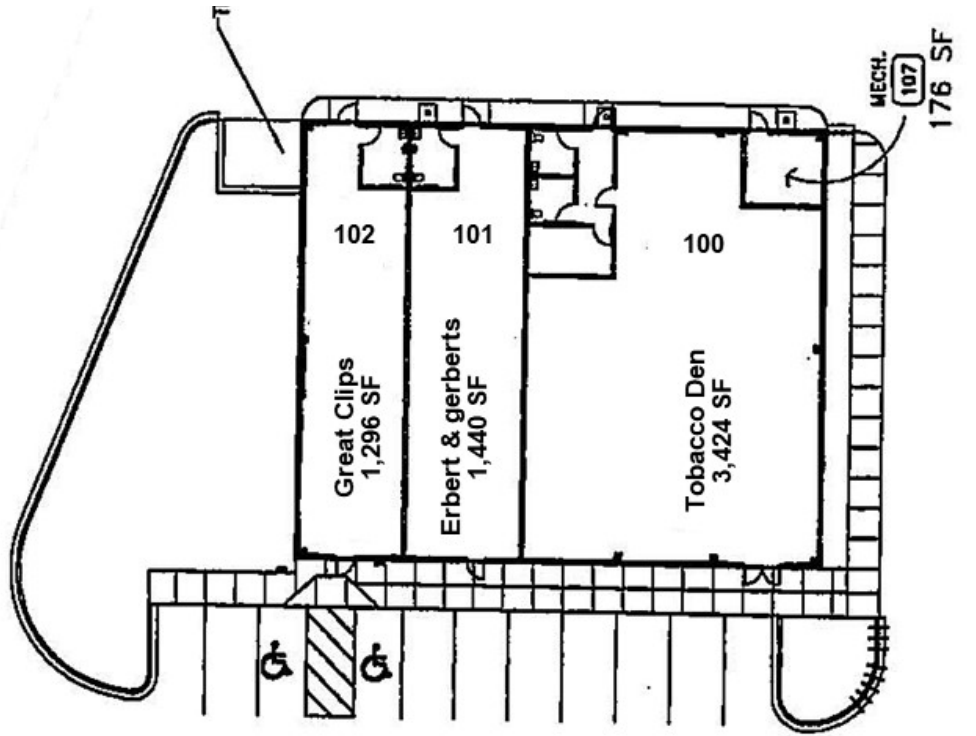 MECH.
107
176 SF
102
101
100
Great Clips
1,296 SF
Erbert & gerberts
1,440 SF
Tobacco Den
3,424 SF